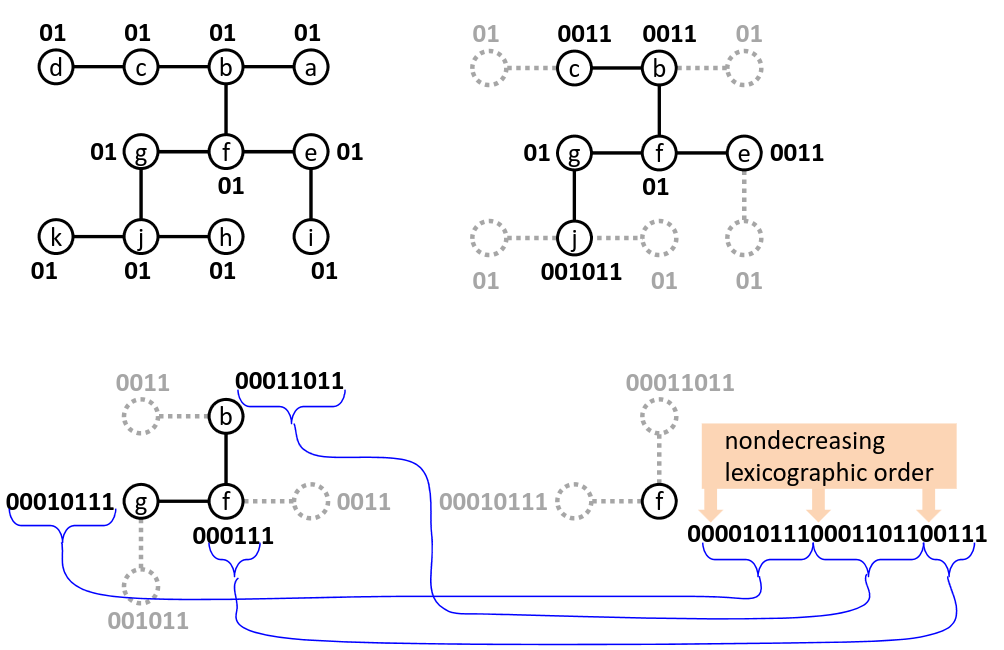 01 01 01 01
d c b a
01 g f e 01
01
k j h i
01 01 01 01
01 0011 0011 01
c b
01 g f e 0011
01
j
01 001011 01 01
0011 00011011
b
00010111 g f 0011
000111
001011
00011011
00010111 f
nondecreasing
lexicographic order
0000101110001101100111